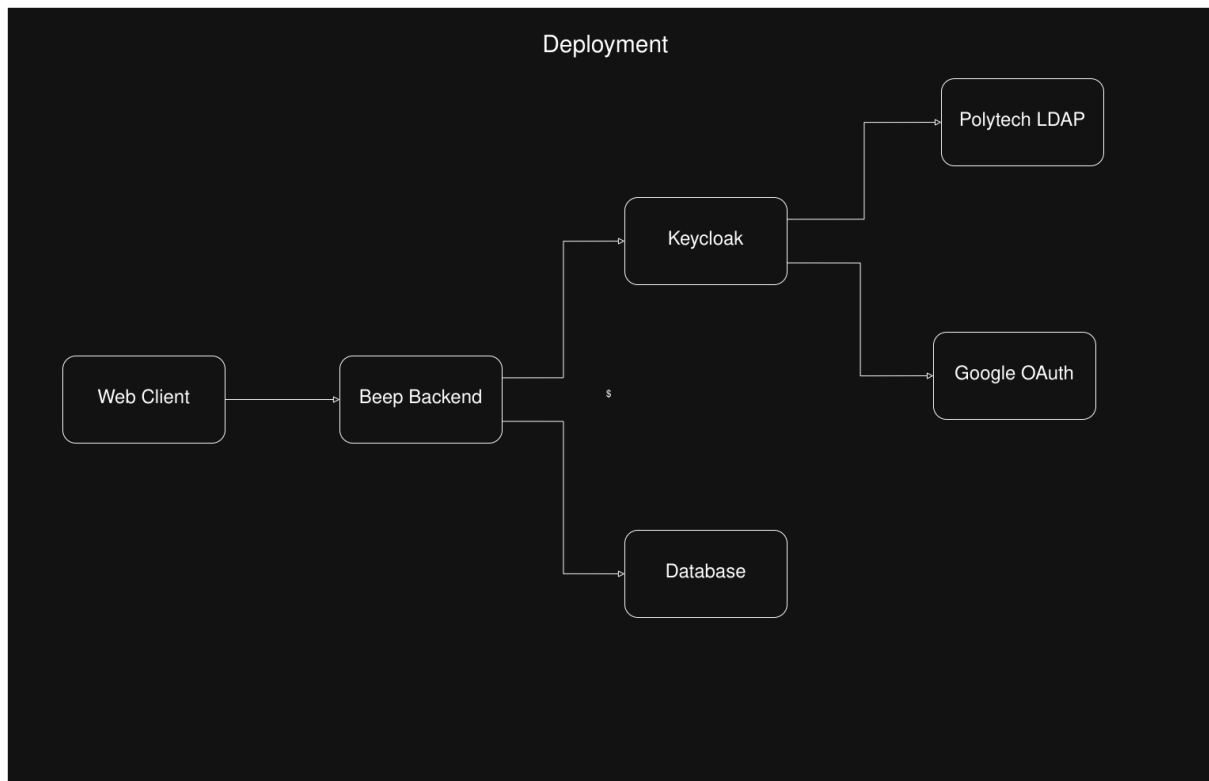 Deployment
Polytech LDAP
Keycloak
Google OAuth
Web Client
Beep Backend
$
Database